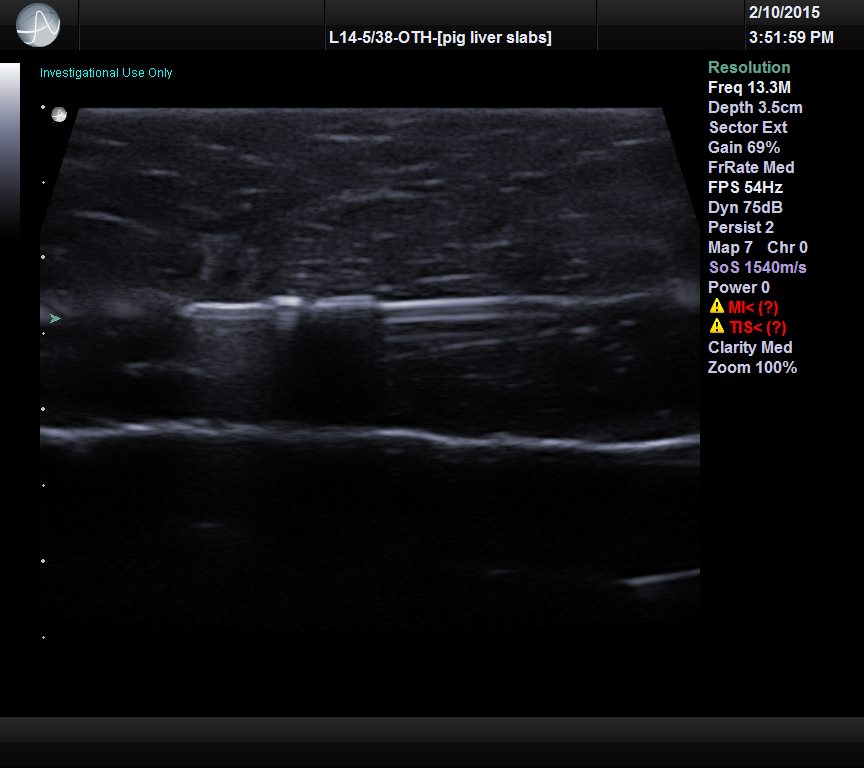 2/10/2015
L14-5/38-OTH-[pig liver slabs]
3:51:59 PM
Investigational Use Only
Resolution
Freq 13.3M
Depth 3.5cm
Sector Ext
Gain 69%
FrRate Med
FPS 54Hz
Dyn 75dB
Persist 2
Map 7 Chr 0
SoS 1540m/s
Power 0
MI< (?)
TIS< (?)
Clarity Med
Zoom 100%